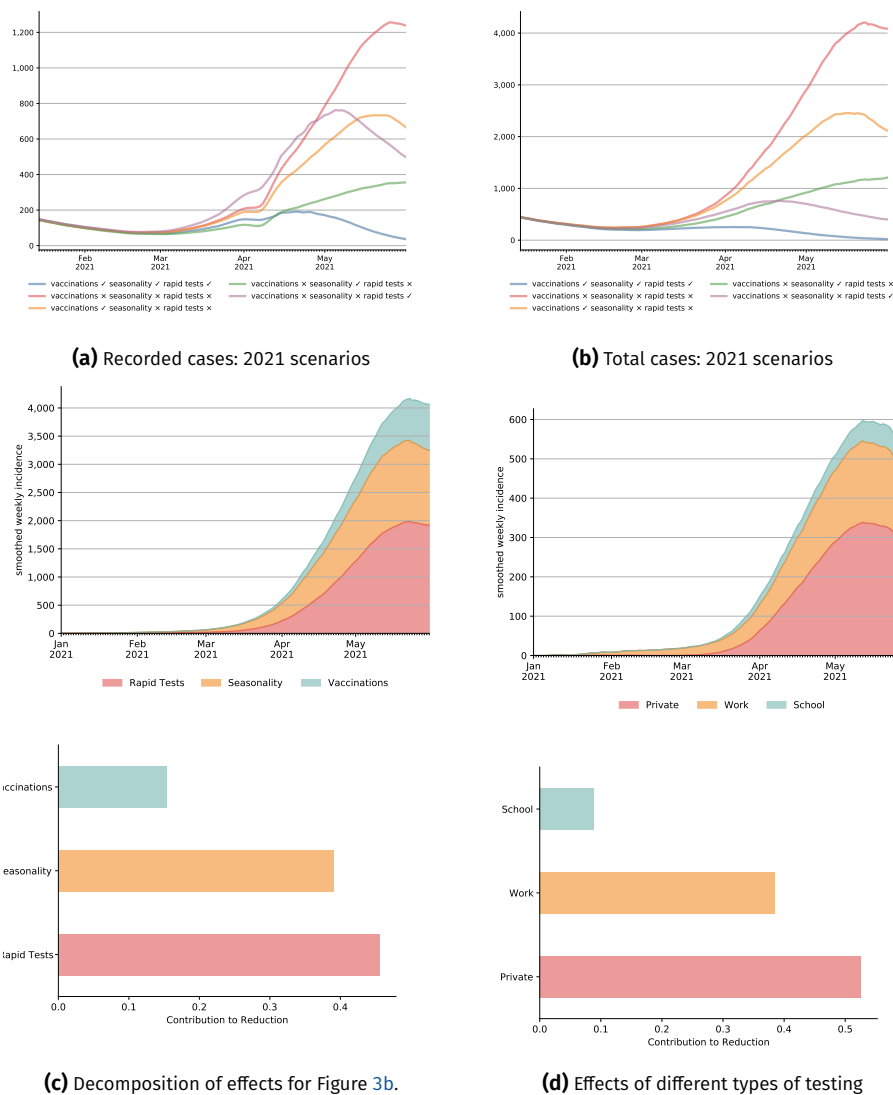 1,200
1,000
800
600
400
200
0
Feb
2021
Mar
2021
Apr
2021
May
2021
vaccinations ✓ seasonality ✓ rapid tests ✓
vaccinations × seasonality × rapid tests ×
vaccinations ✓ seasonality × rapid tests ×
vaccinations × seasonality ✓ rapid tests ×
vaccinations × seasonality × rapid tests ✓
(a) Recorded cases: 2021 scenarios
4,000
3,000
2,000
1,000
0
Feb
2021
Mar
2021
Apr
2021
May
2021
vaccinations ✓ seasonality ✓ rapid tests ✓
vaccinations × seasonality × rapid tests ×
vaccinations ✓ seasonality × rapid tests ×
vaccinations × seasonality ✓ rapid tests ×
vaccinations × seasonality × rapid tests ✓
(b) Total cases: 2021 scenarios
smoothed weekly incidence
4,000
3,500
3,000
2,500
2,000
1,500
1,000
500
0
Jan
2021
Feb
2021
Mar
2021
Apr
2021
May
2021
Rapid Tests Seasonality Vaccinations
smoothed weekly incidence
600
500
400
300
200
100
0
Jan
2021
Feb
2021
Mar
2021
Apr
2021
May
2021
Private Work School
accinations
easonality
Rapid Tests
0.0 0.1 0.2 0.3 0.4
Contribution to Reduction
(c) Decomposition of effects for Figure 3b.
School
Work
Private
0.0 0.1 0.2 0.3 0.4 0.5
Contribution to Reduction
(d) Effects of different types of testing